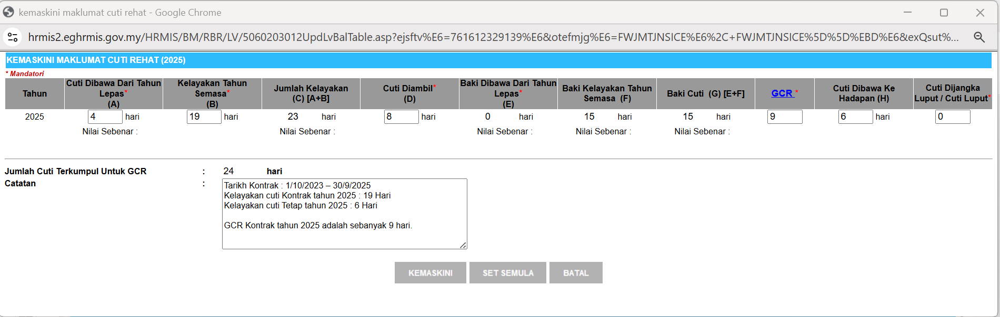 kemaskini maklumat cuti rehat - Google Chrome
hrmis2.eghrmis.gov.my/HRMIS/BM/RBR/LV/5060203012UpdLvBalTable.asp?ejsftv%E6=761612329139%E6&otefmjg%E6=FWJMTJNSICE%E6%2C+FWJMTJNSICE%5D%5D%EBD%E6&exQsut%...
KEMASKINI MAKLUMAT CUTI REHAT (2025)
* Mandatori
Tahun
Cuti Dibawa Dari Tahun
Lepas*
(A)
Kelayakan Tahun
Semasa*
(B)
Jumlah Kelayakan
(C) [A+B]
Cuti Diambil*
(D)
Baki Dibawa Dari Tahun
Lepas*
(E)
Baki Kelayakan Tahun
Semasa (F)
Baki Cuti (G) [E+F]
GCR *
Cuti Dibawa Ke
Hadapan (H)
Cuti Dijangka
Luput / Cuti Luput*
2025 4 hari 19 hari 23 hari 8 hari 0 hari 15 hari 15 hari 9 6 hari 0
Nilai Sebenar : Nilai Sebenar : Nilai Sebenar : Nilai Sebenar : Nilai Sebenar :
Jumlah Cuti Terkumpul Untuk GCR : 24 hari
Catatan :
Tarikh Kontrak : 1/10/2023 – 30/9/2025
Kelayakan cuti Kontrak tahun 2025 : 19 Hari
Kelayakan cuti Tetap tahun 2025 : 6 Hari
GCR Kontrak tahun 2025 adalah sebanyak 9 hari.
KEMASKINI SET SEMULA BATAL